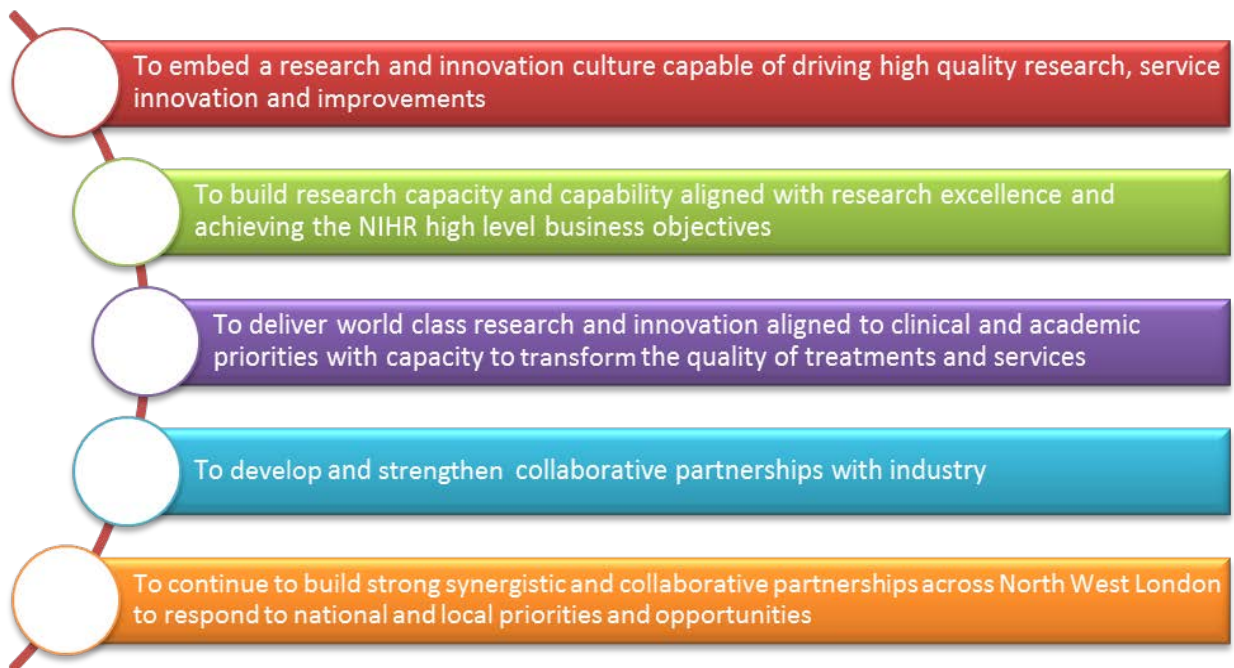 To embed a research and innovation culture capable of driving high quality research, service
innovation and improvements
To build research capacity and capability aligned with research excellence and
achieving the NIHR high level business objectives
To deliver world class research and innovation aligned to clinical and academic
priorities with capacity to transform the quality of treatments and services
To develop and strengthen collaborative partnerships with industry
To continue to build strong synergistic and collaborative partnerships across North West London
to respond to national and local priorities and opportunities